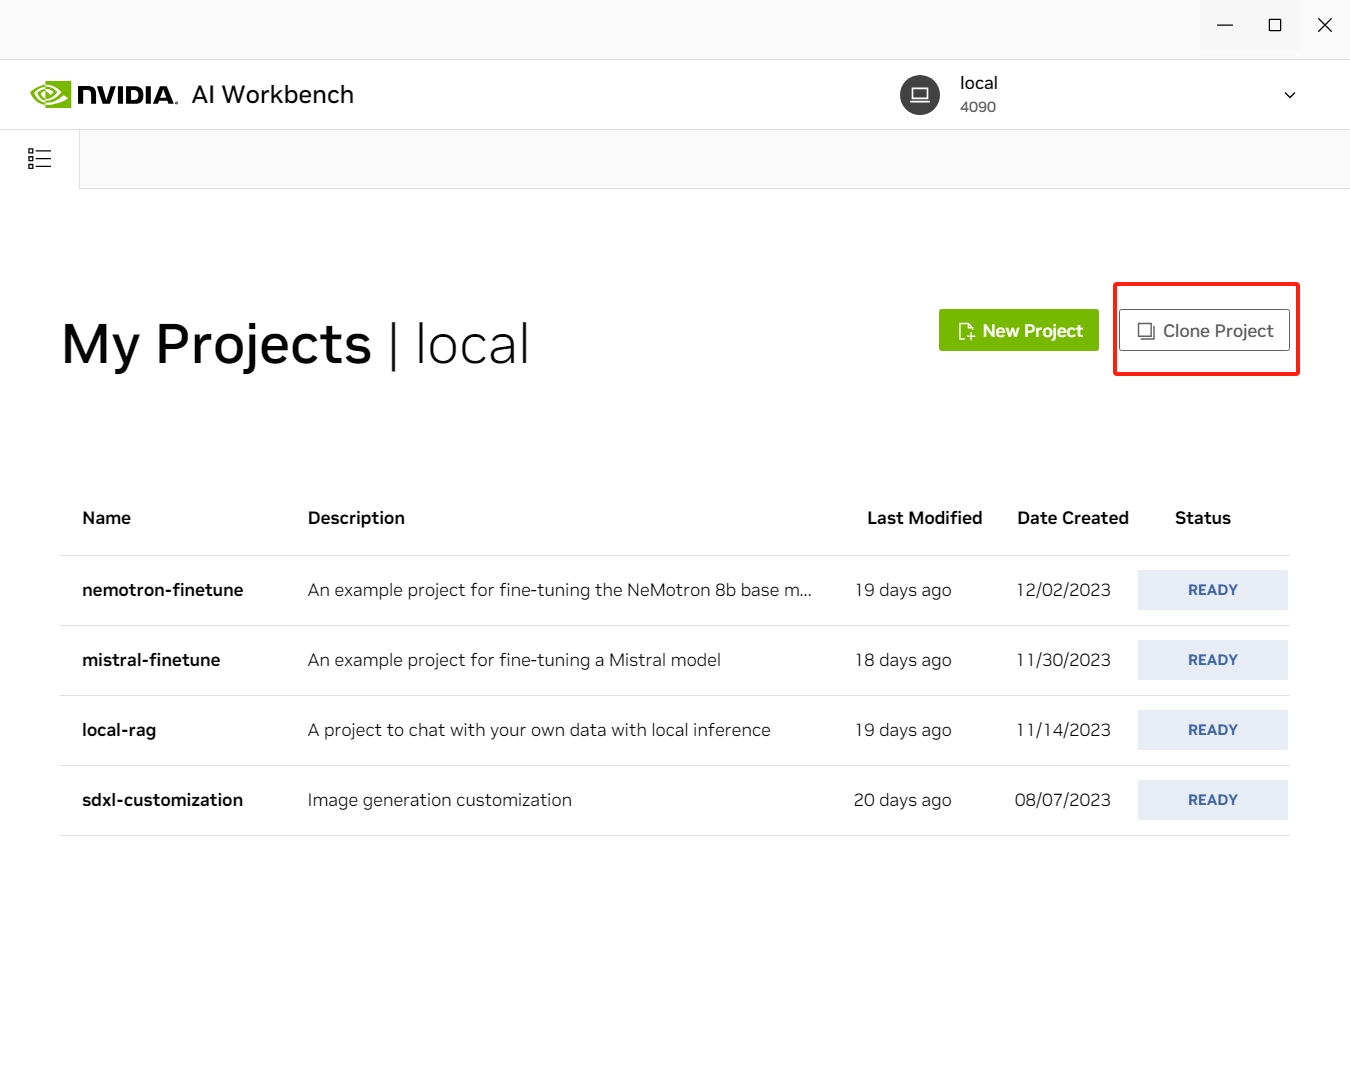 NVIDIA. AI Workbench
local
4090
My Projects | local
New Project
Clone Project
Name Description Last Modified Date Created Status
nemotron-finetune An example project for fine-tuning the NeMotron 8b base m... 19 days ago 12/02/2023 READY
mistral-finetune An example project for fine-tuning a Mistral model 18 days ago 11/30/2023 READY
local-rag A project to chat with your own data with local inference 19 days ago 11/14/2023 READY
sdxl-customization Image generation customization 20 days ago 08/07/2023 READY